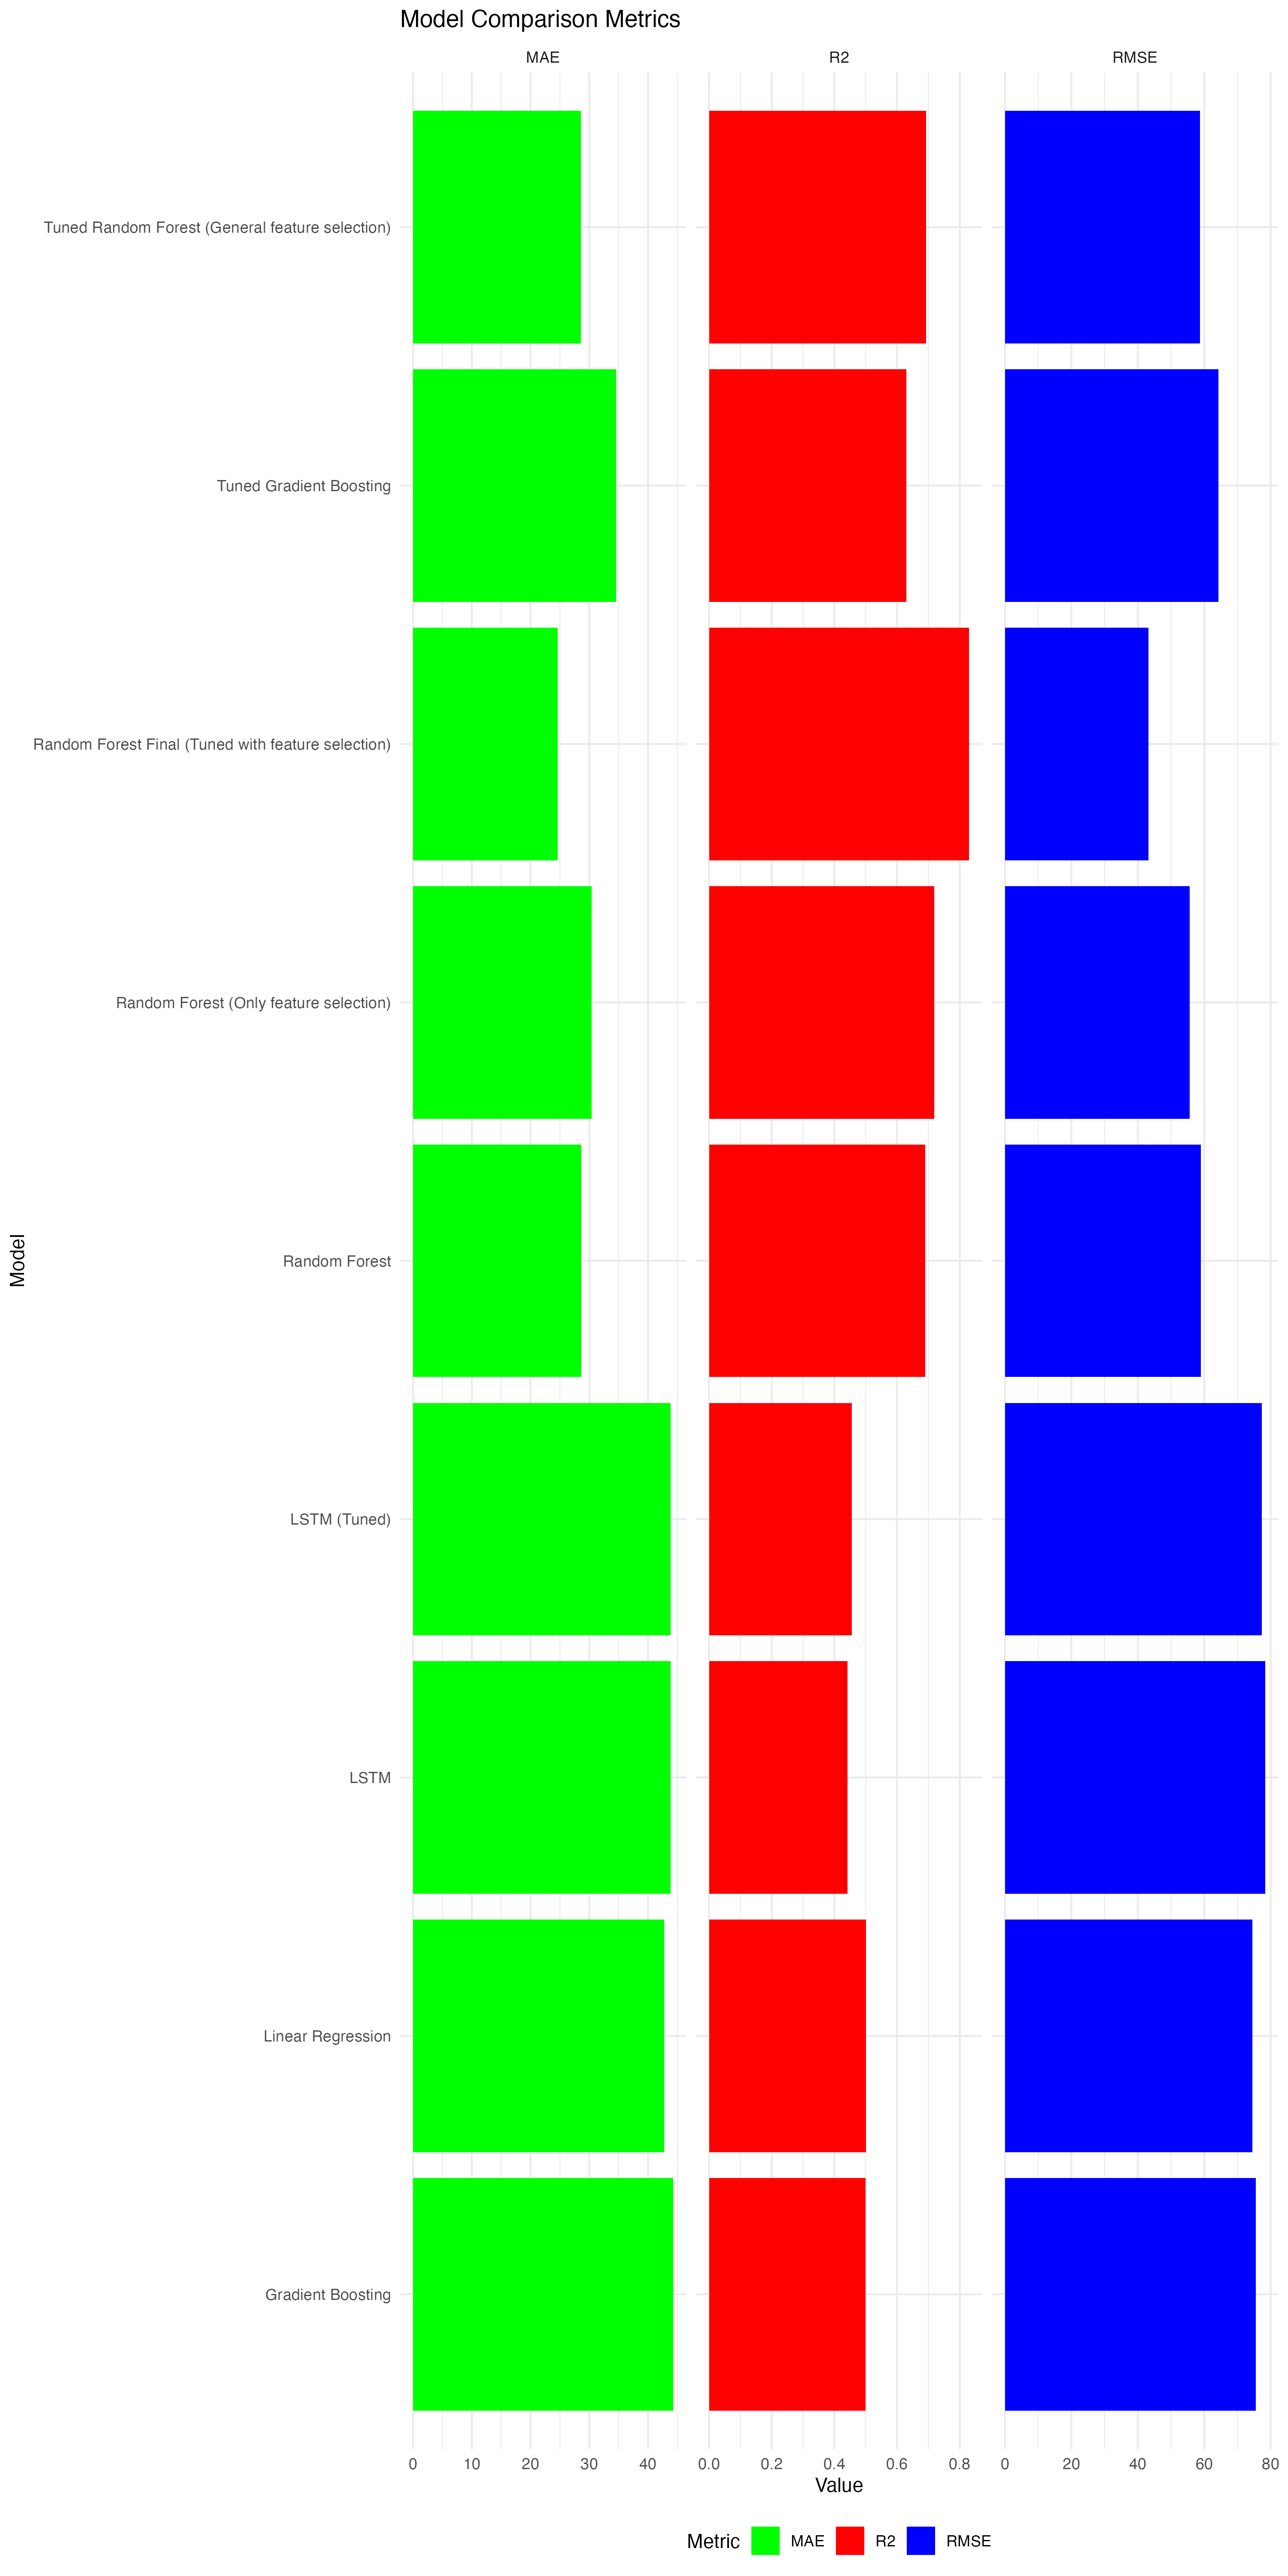 Model Comparison Metrics
MAE R2 RMSE
Tuned Random Forest (General feature selection)
Tuned Gradient Boosting
Random Forest Final (Tuned with feature selection)
Random Forest (Only feature selection)
Random Forest
LSTM (Tuned)
LSTM
Linear Regression
Gradient Boosting
Model
0 10 20 30 40 0.0 0.2 0.4 0.6 0.8 0 20 40 60 80
Value
Metric MAE R2 RMSE